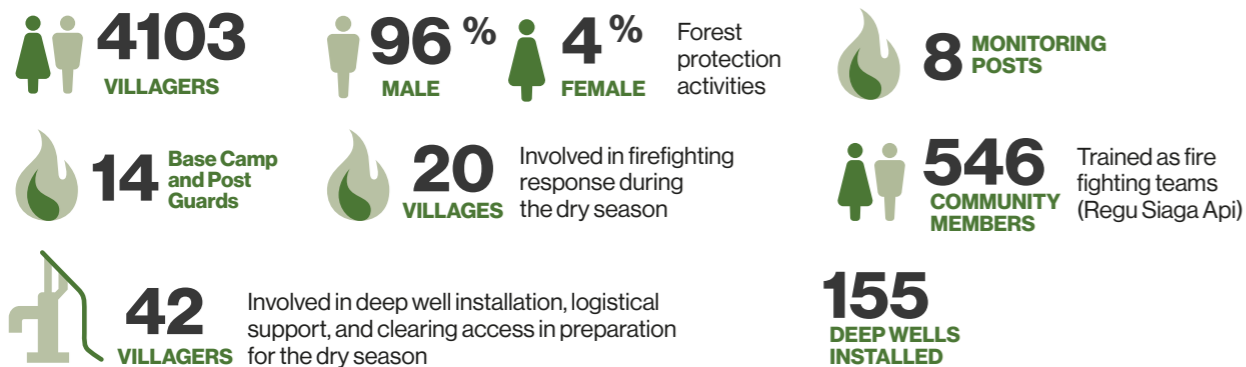 4103
VILLAGERS
96 %
MALE
4 %
FEMALE
Forest
protection
activities
8
MONITORING
POSTS
14
Base Camp
and Post
Guards
20
VILLAGES
Involved in firefighting
response during
the dry season
546
COMMUNITY
MEMBERS
Trained as fire
fighting teams
(Regu Siaga Api)
42
VILLAGERS
Involved in deep well installation, logistical
support, and clearing access in preparation
for the dry season
155
DEEP WELLS
INSTALLED